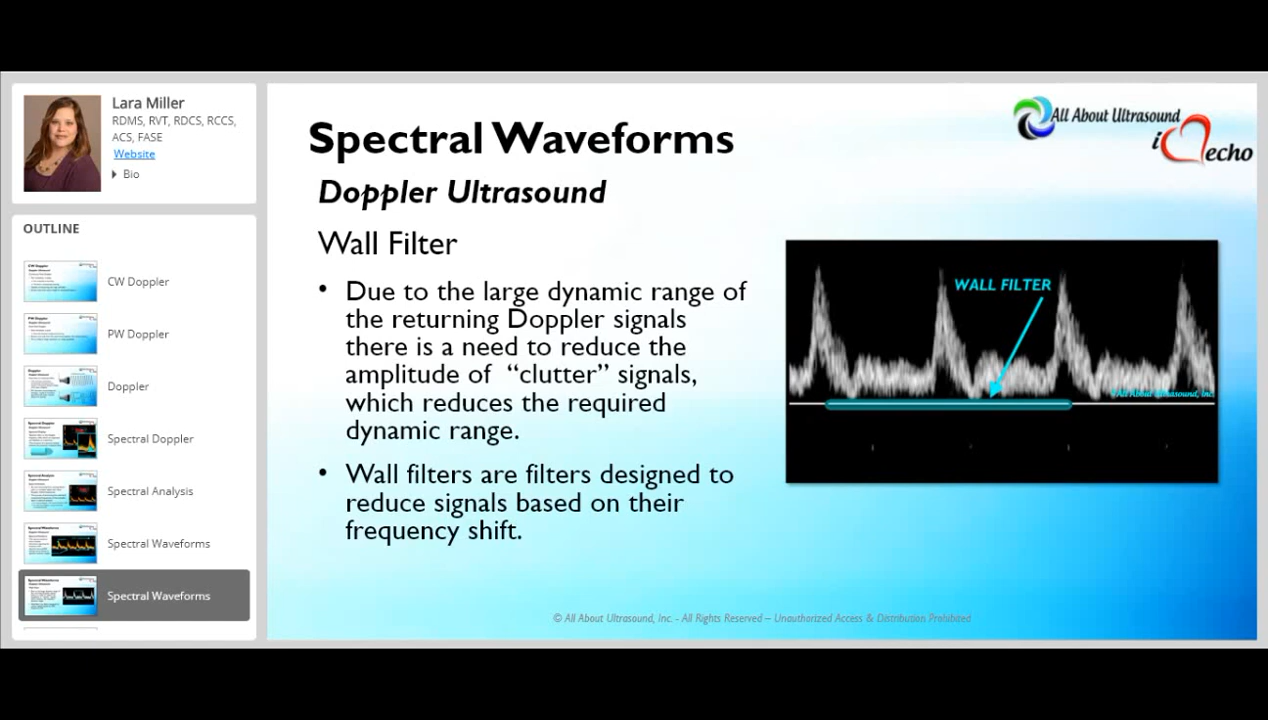 Lara Miller
RDMS, RVT, RDCS, RCCS,
ACS, FASE
Website
Bio
OUTLINE
CW Doppler
PW Doppler
Doppler
Spectral Doppler
Spectral Analysis
Spectral Waveforms
Spectral Waveforms
Spectral Waveforms
Doppler Ultrasound
Wall Filter
• Due to the large dynamic range of
the returning Doppler signals
there is a need to reduce the
amplitude of “clutter” signals,
which reduces the required
dynamic range.
• Wall filters are filters designed to
reduce signals based on their
frequency shift.
All About Ultrasound
i echo
WALL FILTER
©All About Ultrasound, Inc.
© All About Ultrasound, Inc. - All Rights Reserved – Unauthorized Access & Distribution Prohibited